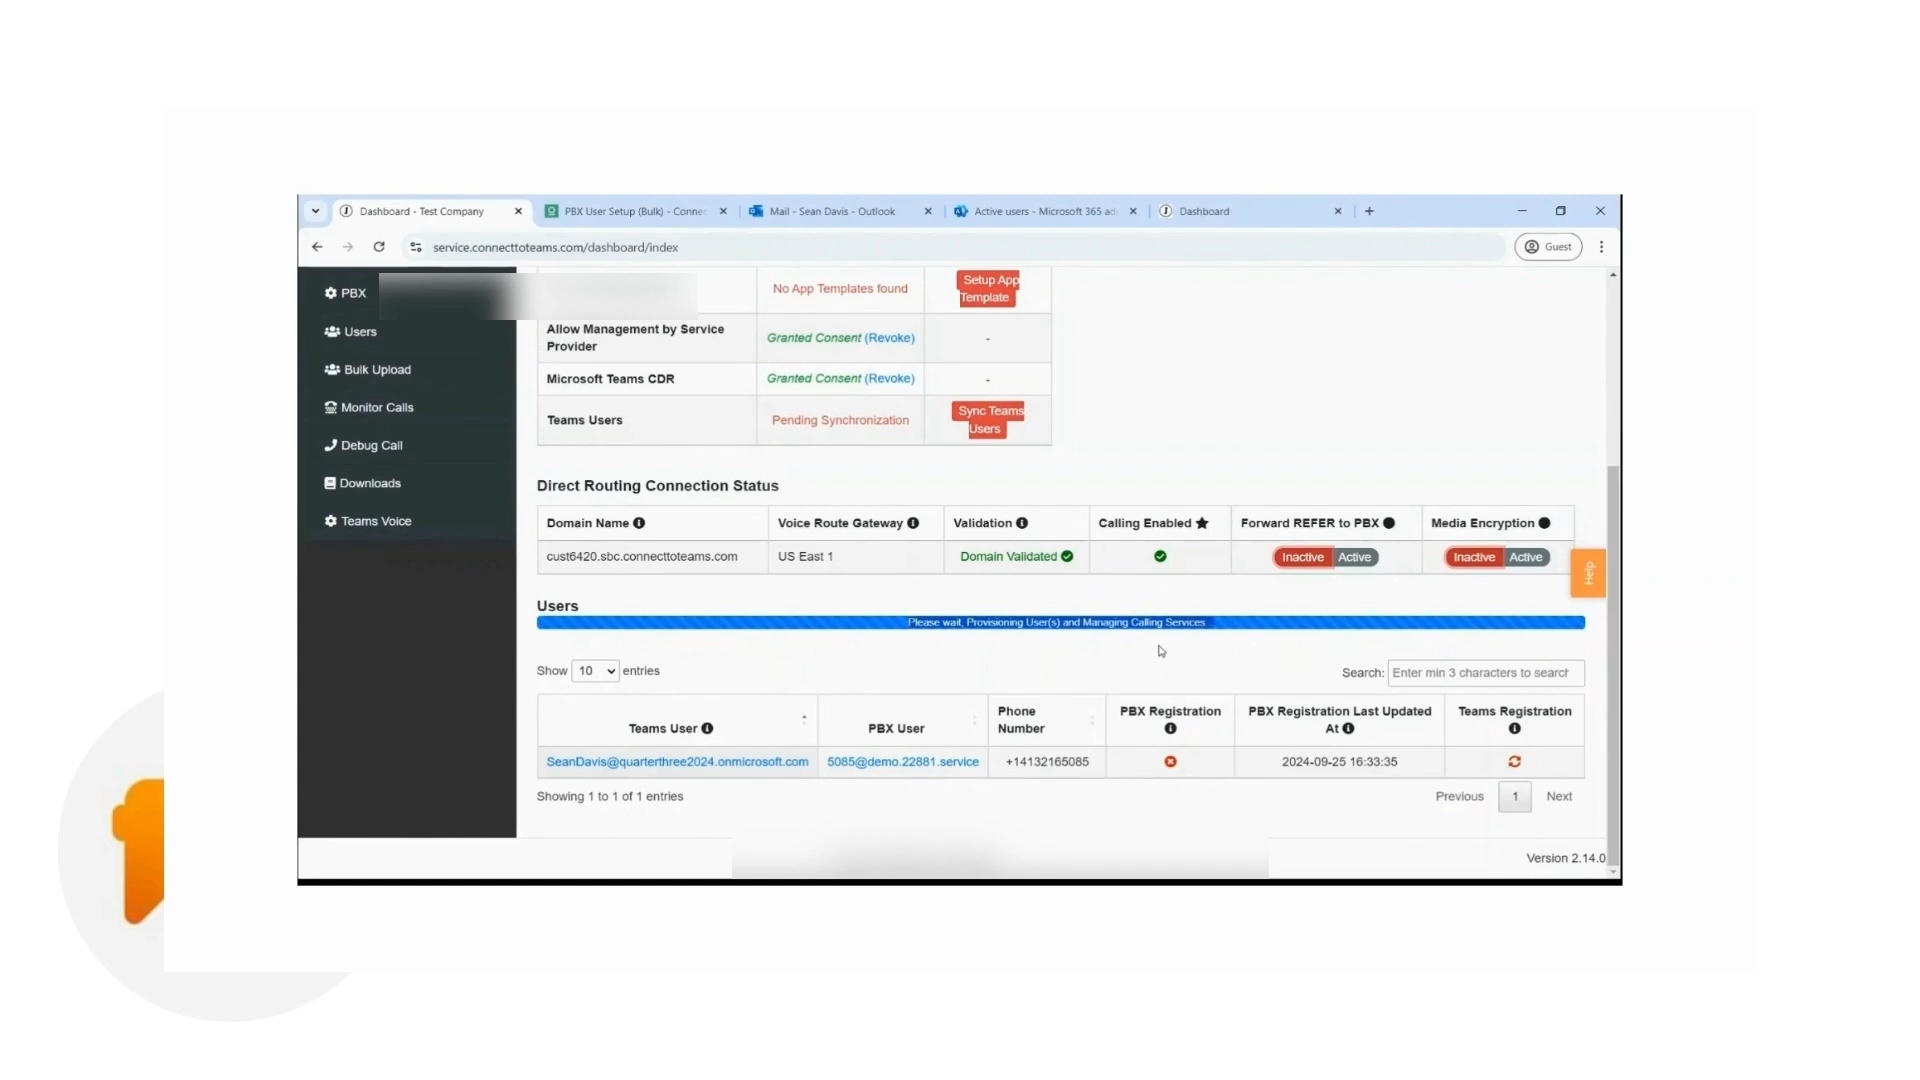 Dashboard - Test Company
PBX User Setup (Bulk) - Connec
Mail - Sean Davis - Outlook
Active users - Microsoft 365 ad
Dashboard
service.connecttoteams.com/dashboard/index
Guest
PBX
Users
Bulk Upload
Monitor Calls
Debug Call
Downloads
Teams Voice
No App Templates found
Setup App
Template
Allow Management by Service
Provider
Granted Consent (Revoke)
-
Microsoft Teams CDR
Granted Consent (Revoke)
-
Teams Users
Pending Synchronization
Sync Teams
Users
Direct Routing Connection Status
Domain Name
Voice Route Gateway
Validation
Calling Enabled
Forward REFER to PBX
Media Encryption
cust6420.sbc.connecttoteams.com
US East 1
Domain Validated
Inactive Active
Inactive Active
Help
Users
Please wait, Provisioning User(s) and Managing Calling Services
Show 10 entries
Search: Enter min 3 characters to search
Teams User
PBX User
Phone
Number
PBX Registration
PBX Registration Last Updated
At
Teams Registration
SeanDavis@quarterthree2024.onmicrosoft.com
5085@demo.22881.service
+14132165085
2024-09-25 16:33:35
Showing 1 to 1 of 1 entries
Previous 1 Next
Version 2.14.0